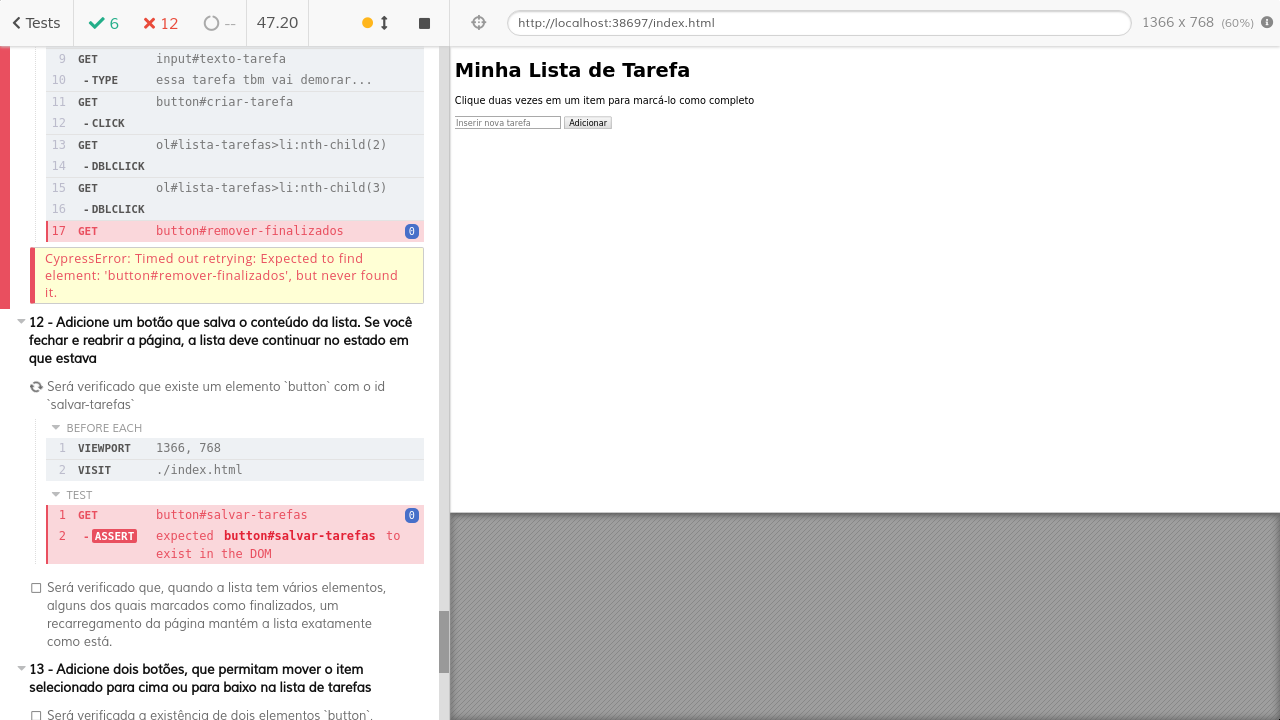 Tests 6 12 -- 47.20
http://localhost:38697/index.html 1366 x 768 (60%)
9 GET input#texto-tarefa
10 - TYPE essa tarefa tbm vai demorar...
11 GET button#criar-tarefa
12 - CLICK
13 GET ol#lista-tarefas>li:nth-child(2)
14 - DBLCLICK
15 GET ol#lista-tarefas>li:nth-child(3)
16 - DBLCLICK
17 GET button#remover-finalizados 0
CypressError: Timed out retrying: Expected to find
element: 'button#remover-finalizados', but never found
it.
12 - Adicione um botão que salva o conteúdo da lista. Se você
fechar e reabrir a página, a lista deve continuar no estado em
que estava
Será verificado que existe um elemento `button` com o id
`salvar-tarefas`
BEFORE EACH
1 VIEWPORT 1366, 768
2 VISIT ./index.html
TEST
1 GET button#salvar-tarefas 0
2 - ASSERT expected button#salvar-tarefas to
exist in the DOM
Será verificado que, quando a lista tem vários elementos,
alguns dos quais marcados como finalizados, um
recarregamento da página mantém a lista exatamente
como está.
13 - Adicione dois botões, que permitam mover o item
selecionado para cima ou para baixo na lista de tarefas
Será verificada a existência de dois elementos `button`,
Minha Lista de Tarefa
Clique duas vezes em um item para marcá-lo como completo
Inserir nova tarefa Adicionar